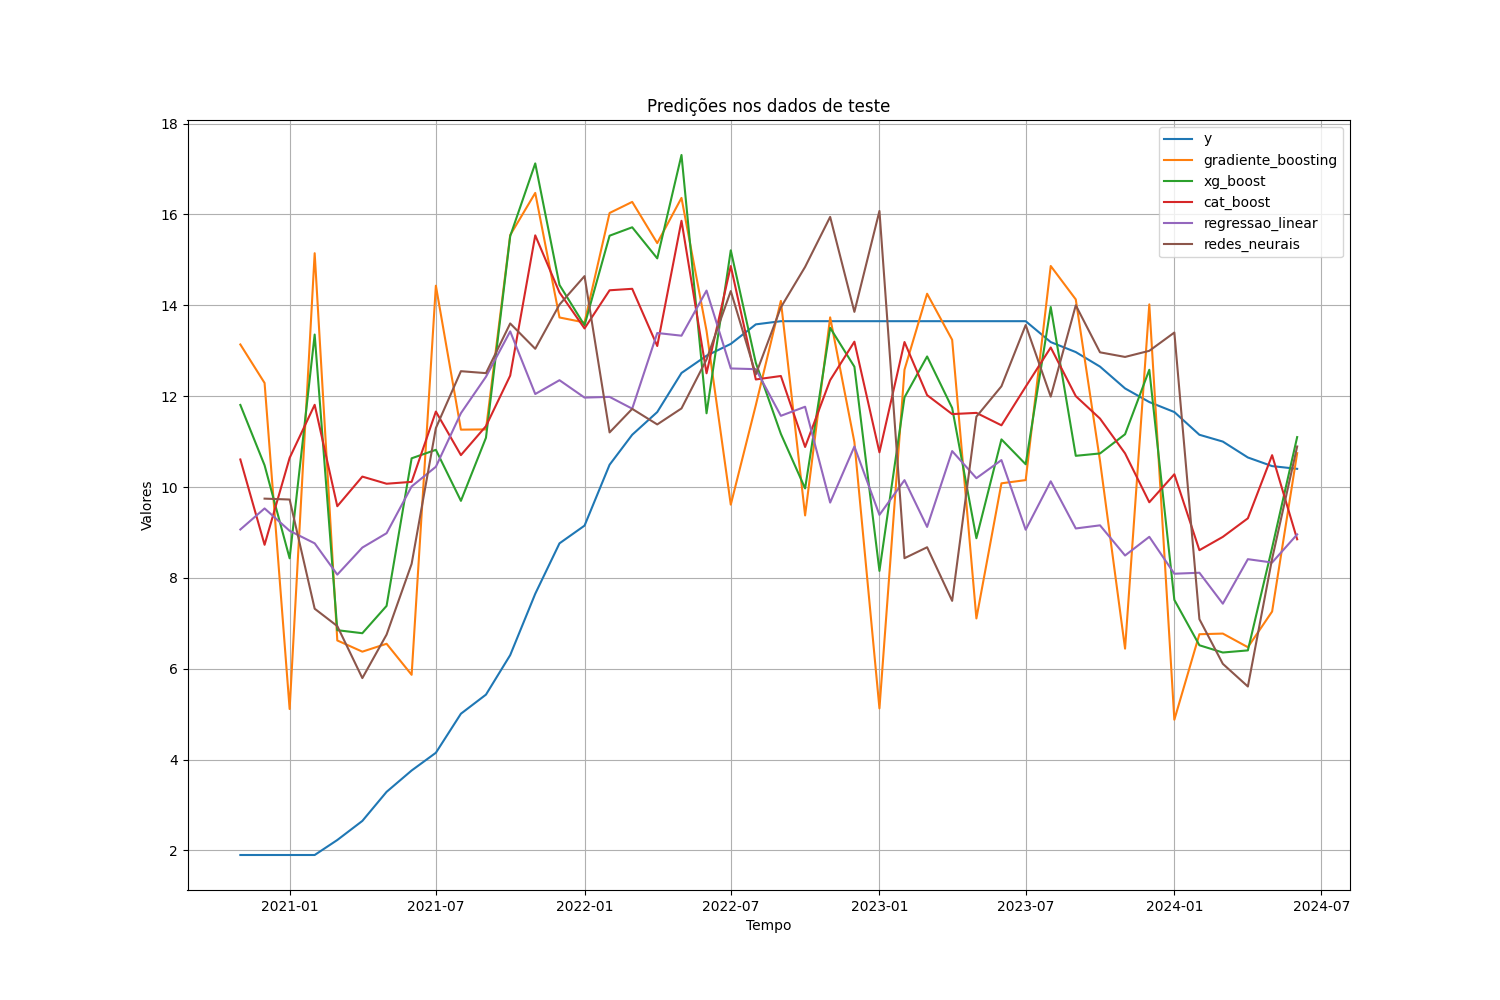 Predições nos dados de teste
18
16
14
12
10
8
6
4
2
Valores
y
gradiente_boosting
xg_boost
cat_boost
regressao_linear
redes_neurais
2021-01
2021-07
2022-01
2022-07
2023-01
2023-07
2024-01
2024-07
Tempo